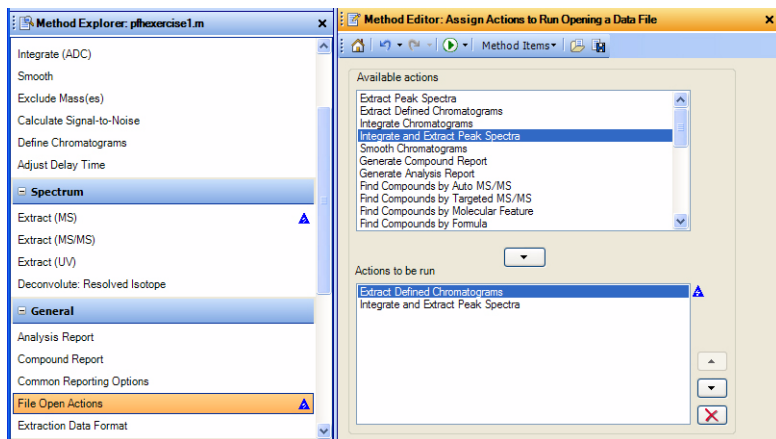 Method Explorer: pfhexercise1.m
Integrate (ADC)
Smooth
Exclude Mass(es)
Calculate Signal-to-Noise
Define Chromatograms
Adjust Delay Time
Spectrum
Extract (MS)
Extract (MS/MS)
Extract (UV)
Deconvolute: Resolved Isotope
General
Analysis Report
Compound Report
Common Reporting Options
File Open Actions
Extraction Data Format
Method Editor: Assign Actions to Run Opening a Data File
Method Items
Available actions
Extract Peak Spectra
Extract Defined Chromatograms
Integrate Chromatograms
Integrate and Extract Peak Spectra
Smooth Chromatograms
Generate Compound Report
Generate Analysis Report
Find Compounds by Auto MS/MS
Find Compounds by Targeted MS/MS
Find Compounds by Molecular Feature
Find Compounds by Formula
Actions to be run
Extract Defined Chromatograms
Integrate and Extract Peak Spectra